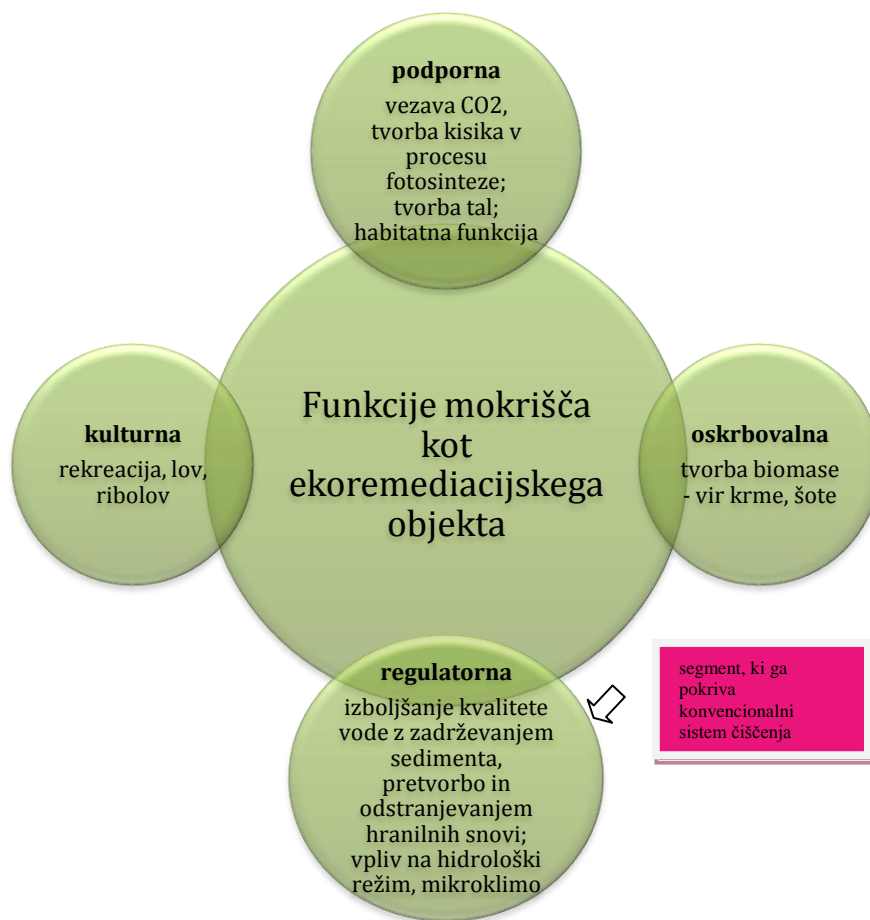 podporna
vezava CO2,
tvorba kisika v
procesu
fotosinteze;
tvorba tal;
habitatna funkcija
Funkcije mokrišča
kot
ekoremediacijskega
objekta
kulturna
rekreacija, lov,
ribolov
oskrbovalna
tvorba biomase
- vir krme, šote
regulatorna
izboljšanje kvalitete
vode z zadrževanjem
sedimenta,
pretvorbo in
odstranjevanjem
hranilnih snovi;
vpliv na hidrološki
režim, mikroklimo
segment, ki ga
pokriva
konvencionalni
sistem čiščenja